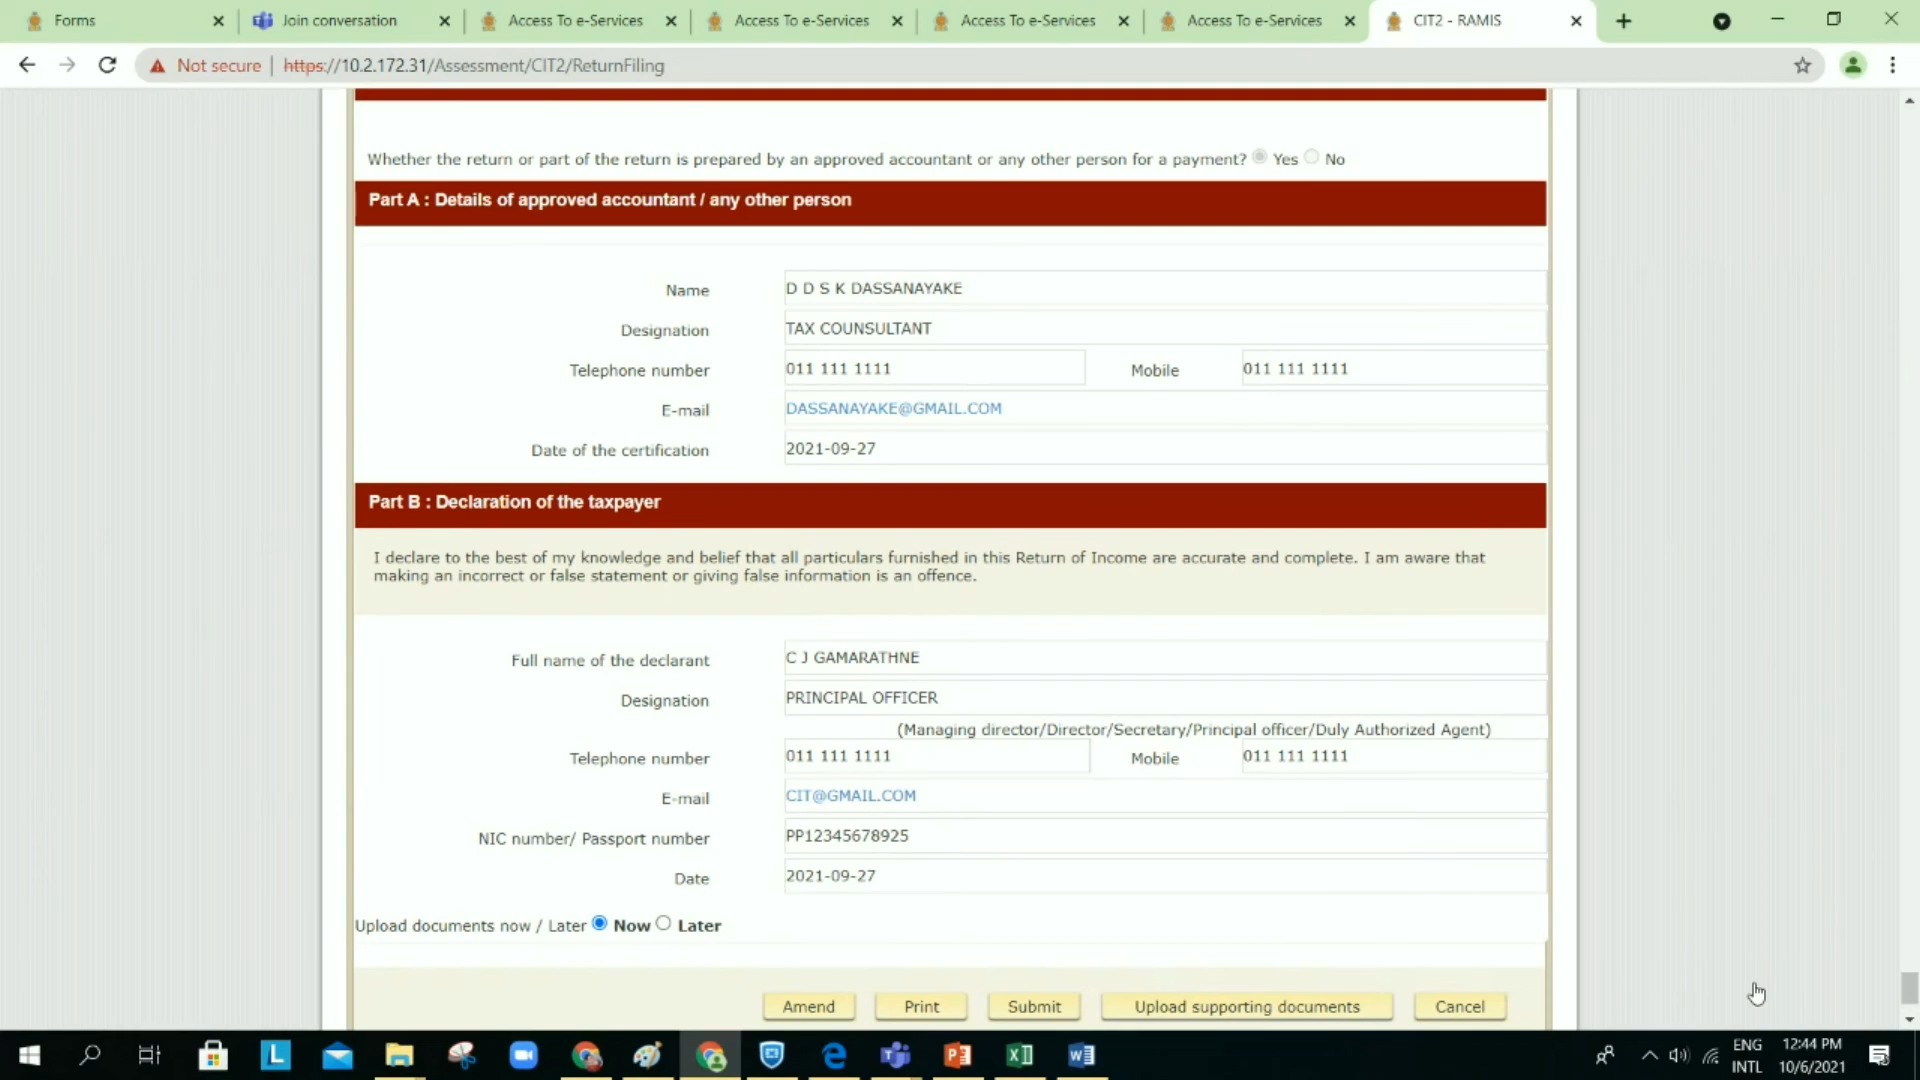 Forms
Join conversation
Access To e-Services
Access To e-Services
Access To e-Services
Access To e-Services
CIT2 - RAMIS
Not secure | https://10.2.172.31/Assessment/CIT2/ReturnFiling
Whether the return or part of the return is prepared by an approved accountant or any other person for a payment? Yes No
Part A : Details of approved accountant / any other person
Name D D S K DASSANAYAKE
Designation TAX COUNSULTANT
Telephone number 011 111 1111 Mobile 011 111 1111
E-mail DASSANAYAKE@GMAIL.COM
Date of the certification 2021-09-27
Part B : Declaration of the taxpayer
I declare to the best of my knowledge and belief that all particulars furnished in this Return of Income are accurate and complete. I am aware that
making an incorrect or false statement or giving false information is an offence.
Full name of the declarant C J GAMARATHNE
Designation PRINCIPAL OFFICER
(Managing director/Director/Secretary/Principal officer/Duly Authorized Agent)
Telephone number 011 111 1111 Mobile 011 111 1111
E-mail CIT@GMAIL.COM
NIC number/ Passport number PP12345678925
Date 2021-09-27
Upload documents now / Later Now Later
Amend Print Submit Upload supporting documents Cancel
ENG 12:44 PM
INTL 10/6/2021